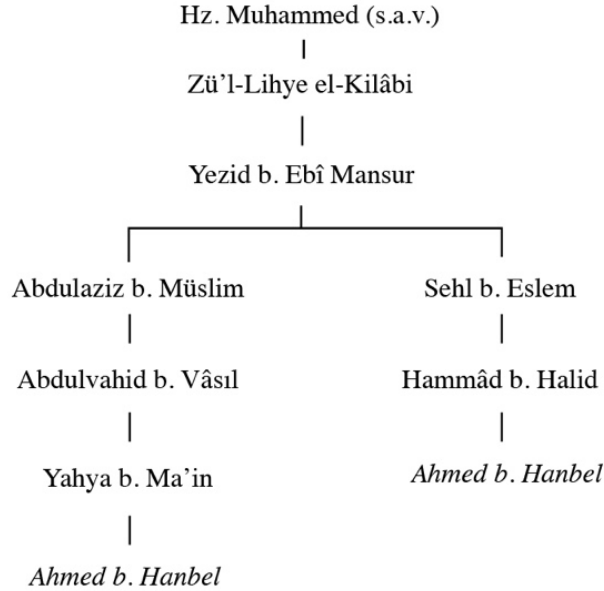 Hz. Muhammed (s.a.v.)
Zü’l-Lihye el-Kilâbi
Yezid b. Ebî Mansur
Abdulaziz b. Müslim
Sehl b. Eslem
Abdulvahid b. Vâsıl
Hammâd b. Halid
Yahya b. Ma’in
Ahmed b. Hanbel
Ahmed b. Hanbel